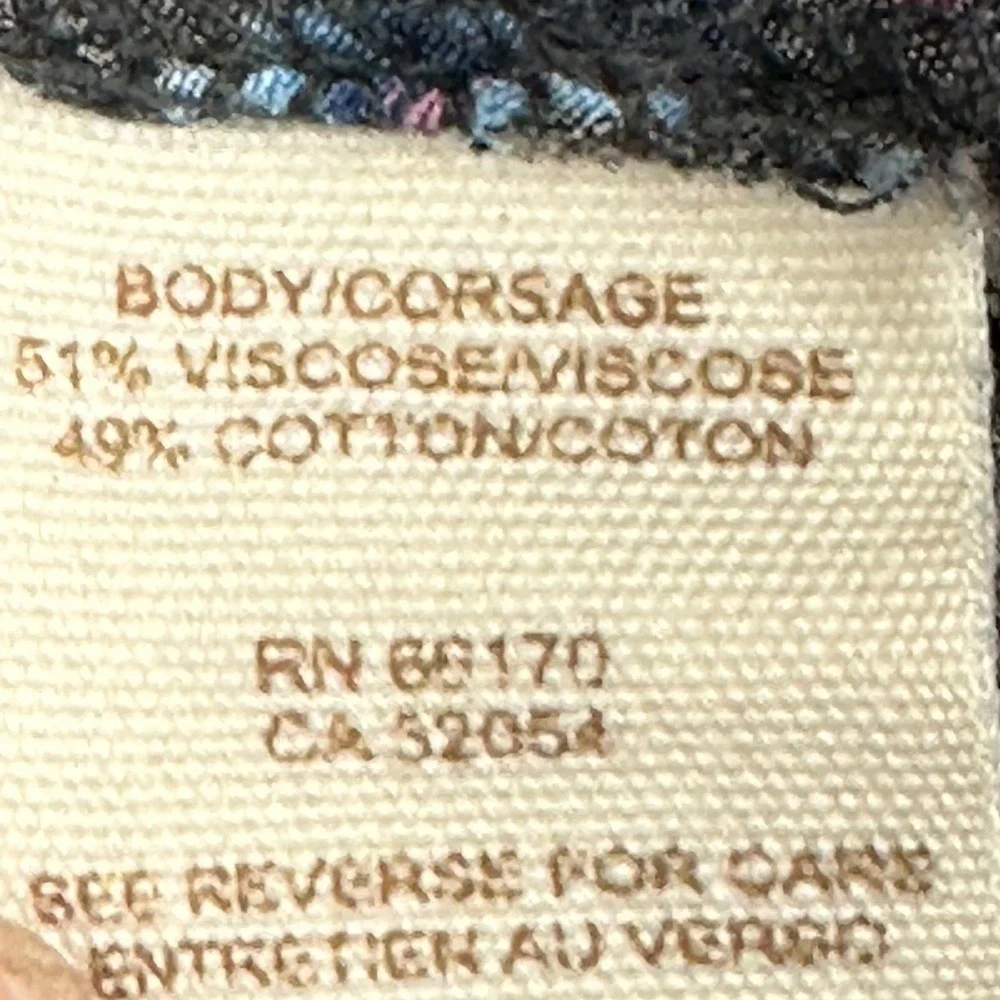 BODY/CORSAGE
51% VISCOSE/VISCOSE
49% COTTON/COTON
RN 66170
CA 32054
SEE REVERSE FOR CARE
ENTRETIEN AU VERSO